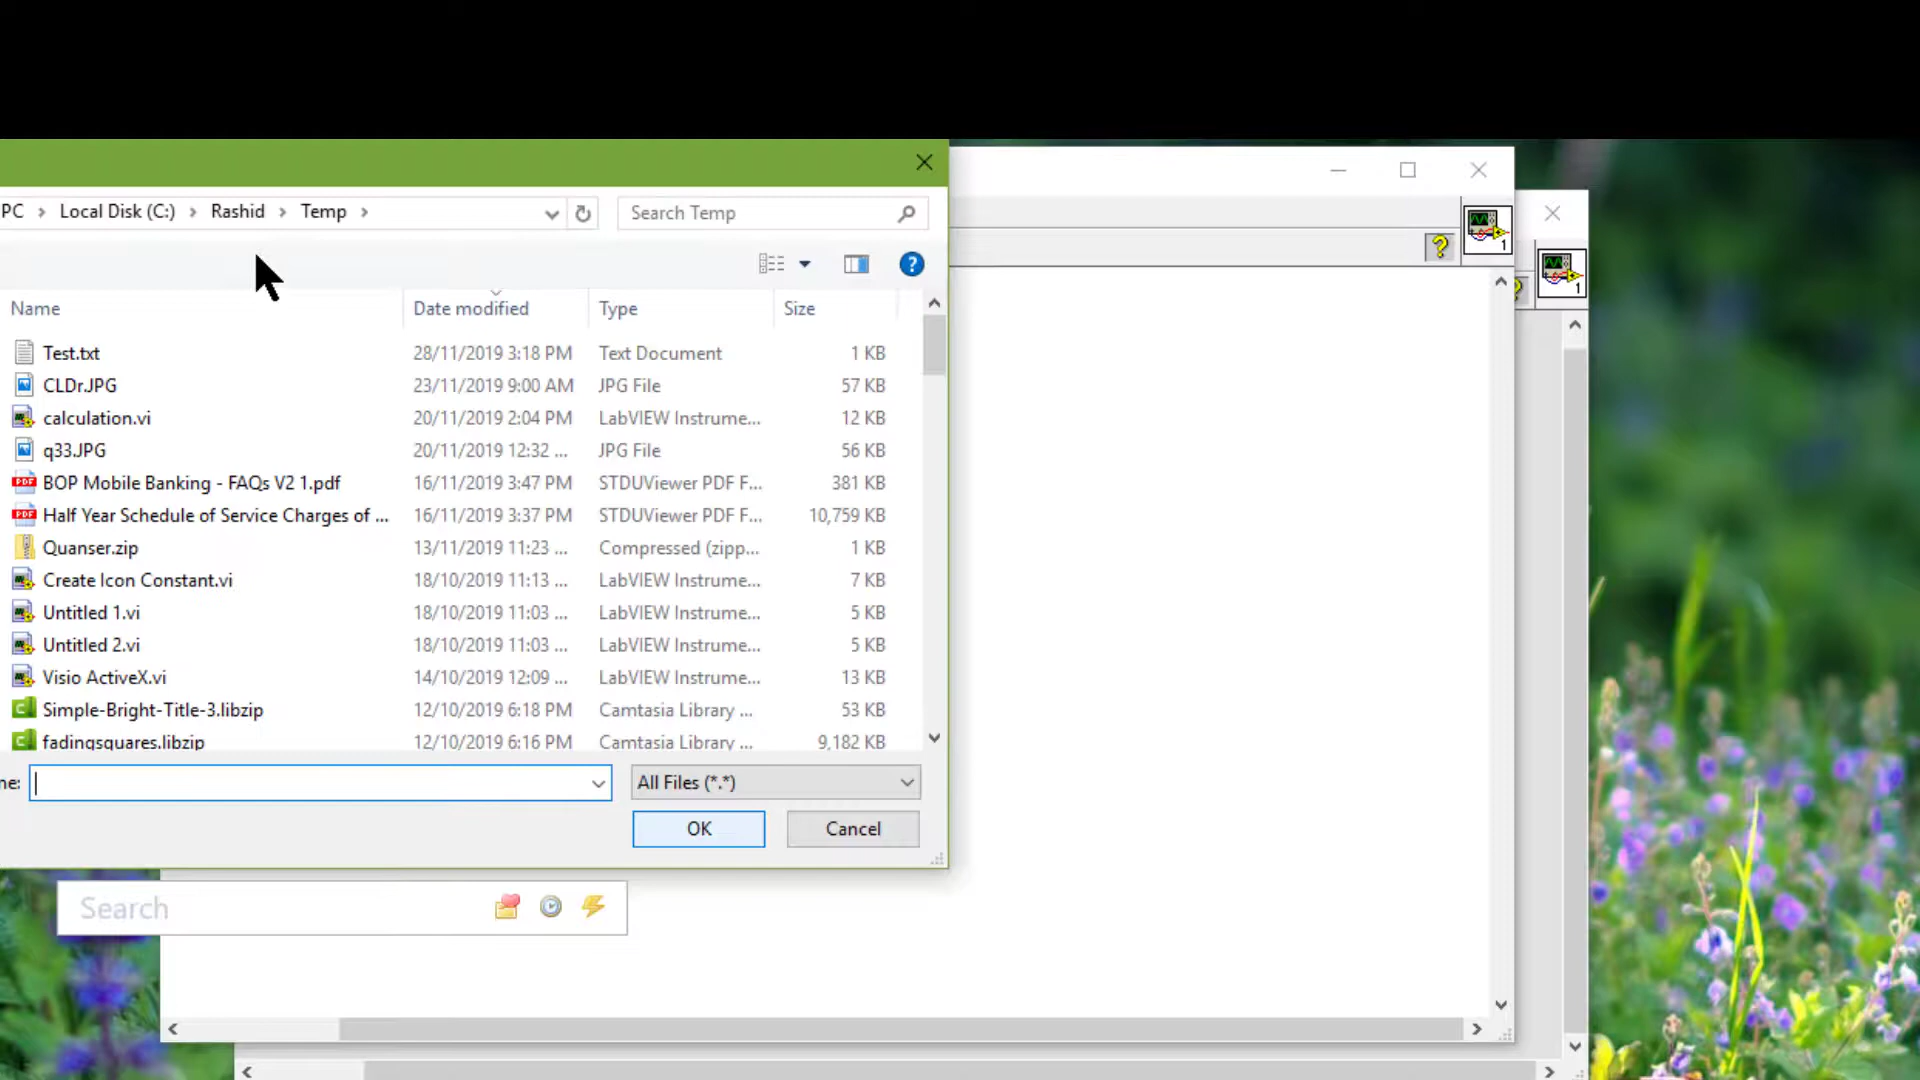 PC > Local Disk (C:) > Rashid > Temp >
Search Temp
Name Date modified Type Size
Test.txt 28/11/2019 3:18 PM Text Document 1 KB
CLDr.JPG 23/11/2019 9:00 AM JPG File 57 KB
calculation.vi 20/11/2019 2:04 PM LabVIEW Instrume... 12 KB
q33.JPG 20/11/2019 12:32 ... JPG File 56 KB
BOP Mobile Banking - FAQs V2 1.pdf 16/11/2019 3:47 PM STDUViewer PDF F... 381 KB
Half Year Schedule of Service Charges of ... 16/11/2019 3:37 PM STDUViewer PDF F... 10,759 KB
Quanser.zip 13/11/2019 11:23 ... Compressed (zipp... 1 KB
Create Icon Constant.vi 18/10/2019 11:13 ... LabVIEW Instrume... 7 KB
Untitled 1.vi 18/10/2019 11:03 ... LabVIEW Instrume... 5 KB
Untitled 2.vi 18/10/2019 11:03 ... LabVIEW Instrume... 5 KB
Visio ActiveX.vi 14/10/2019 12:09 ... LabVIEW Instrume... 13 KB
Simple-Bright-Title-3.libzip 12/10/2019 6:18 PM Camtasia Library ... 53 KB
fadingsquares.libzip 12/10/2019 6:16 PM Camtasia Library ... 9,182 KB
me: All Files (*.*)
OK Cancel
Search
1
1